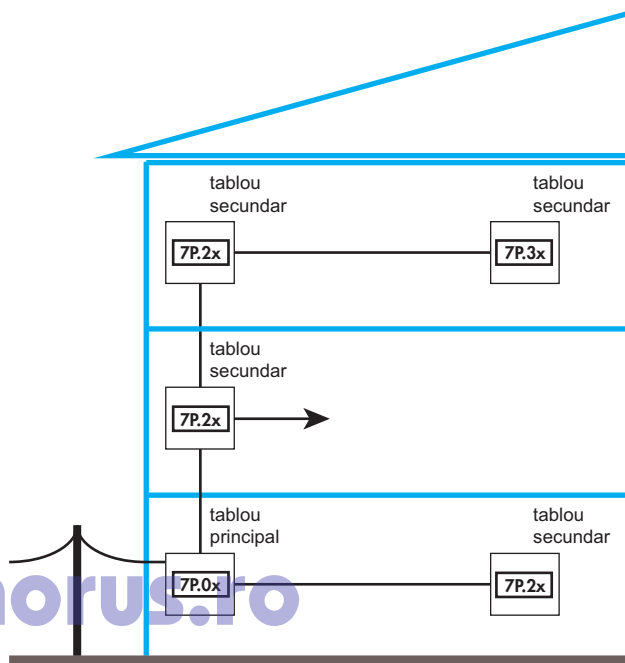 tablou
secundar
7P.2x
tablou
secundar
7P.3x
tablou
secundar
7P.2x
tablou
principal
7P.0x
tablou
secundar
7P.2x
horus.ro